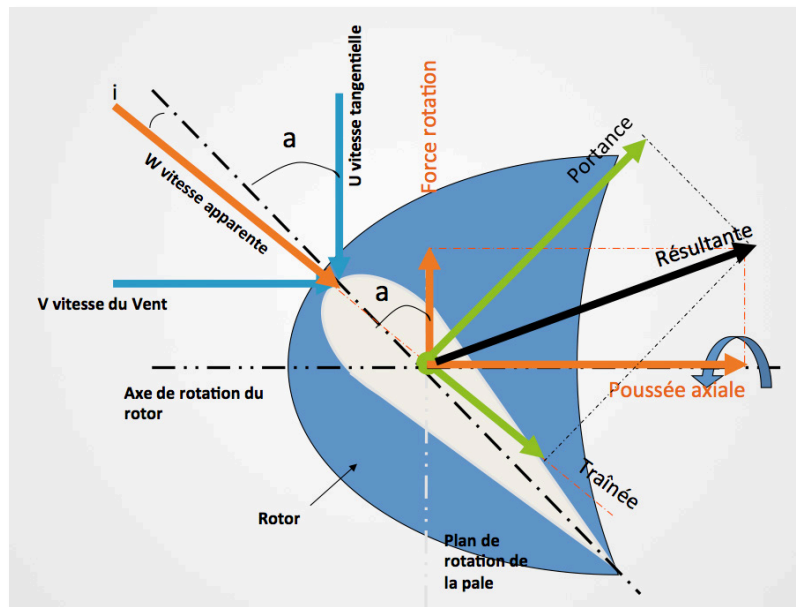 i
a
U vitesse tangentielle
W vitesse apparente
Force rotation
Portance
Résultante
V vitesse du Vent
a
Axe de rotation du
rotor
Poussée axiale
Traînée
Rotor
Plan de
rotation de
la pale